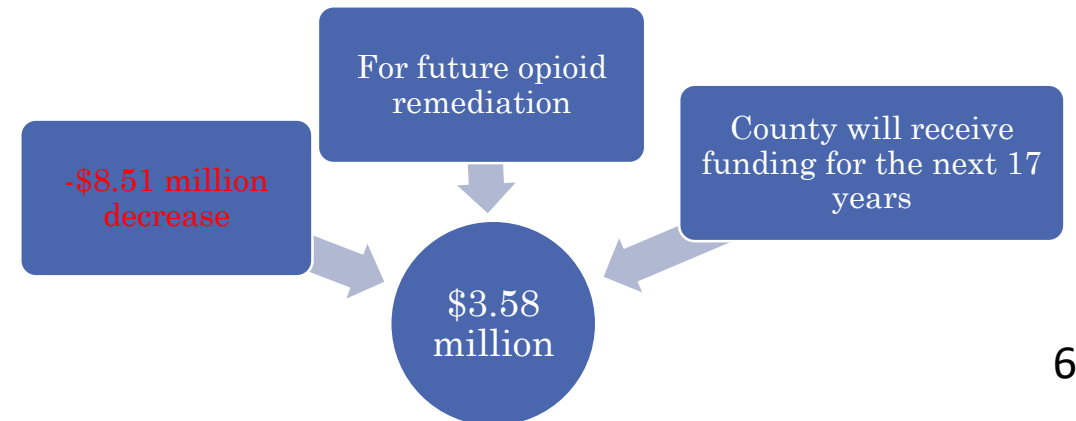 For future opioid
remediation
-$8.51 million
decrease
County will receive
funding for the next 17
years
$3.58
million
6